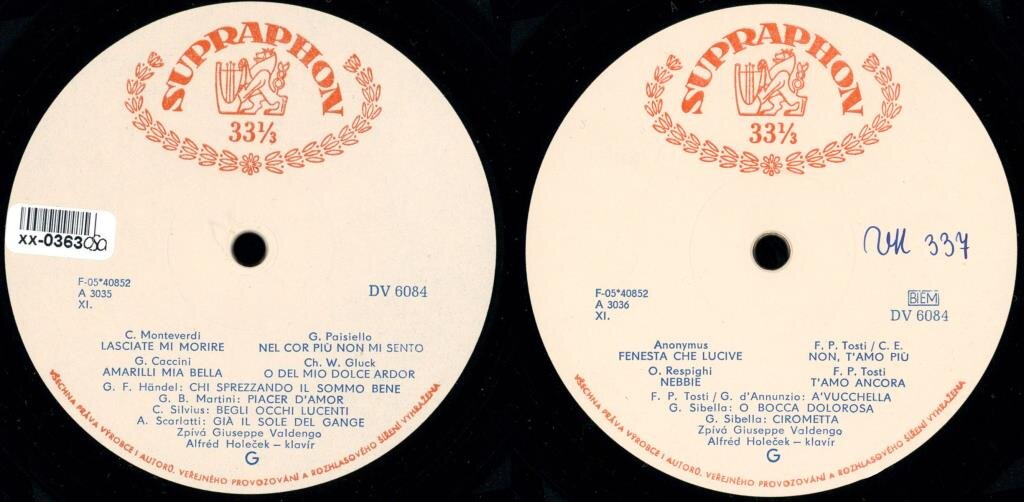 SUPRAPHON
33⅓
xx-0363
F-05*40852
A 3035
XI.
DV 6084
C. Monteverdi
LASCIATE MI MORIRE
G. Paisiello
NEL COR PIÙ NON MI SENTO
G. Caccini
AMARILLI MIA BELLA
Ch. W. Gluck
O DEL MIO DOLCE ARDOR
G. F. Händel: CHI SPREZZANDO IL SOMMO BENE
G. B. Martini: PIACER D'AMOR
C. Silvius: BEGLI OCCHI LUCENTI
A. Scarlatti: GIA IL SOLE DEL GANGE
Zpívá Giuseppe Valdengo
Alfréd Holeček – klavír
G
VŠECHNA PRÁVA VÝROBCE I AUTORŮ. VEŘEJNÉHO PROVOZOVÁNÍ A ROZHLASOVÉHO ŠÍŘENÍ VYHRAŽENA
SUPRAPHON
33⅓
337
F-05*40852
A 3036
XI.
BIEM
DV 6084
Anonymus
FENESTA CHE LUCIVE
F. P. Tosti / C. E.
NON, T'AMO PIÙ
O. Respighi
NEBBIE
F. P. Tosti
T'AMO ANCORA
F. P. Tosti / G. d'Annunzio: A'VUCCHELLA
G. Sibella: O BOCCA DOLOROSA
G. Sibella: CIROMETTA
Zpívá Giuseppe Valdengo
Alfréd Holeček – klavír
G
VŠECHNA PRÁVA VÝROBCE I AUTORŮ. VEŘEJNÉHO PROVOZOVÁNÍ A ROZHLASOVÉHO ŠÍŘENÍ VYHRAŽENA